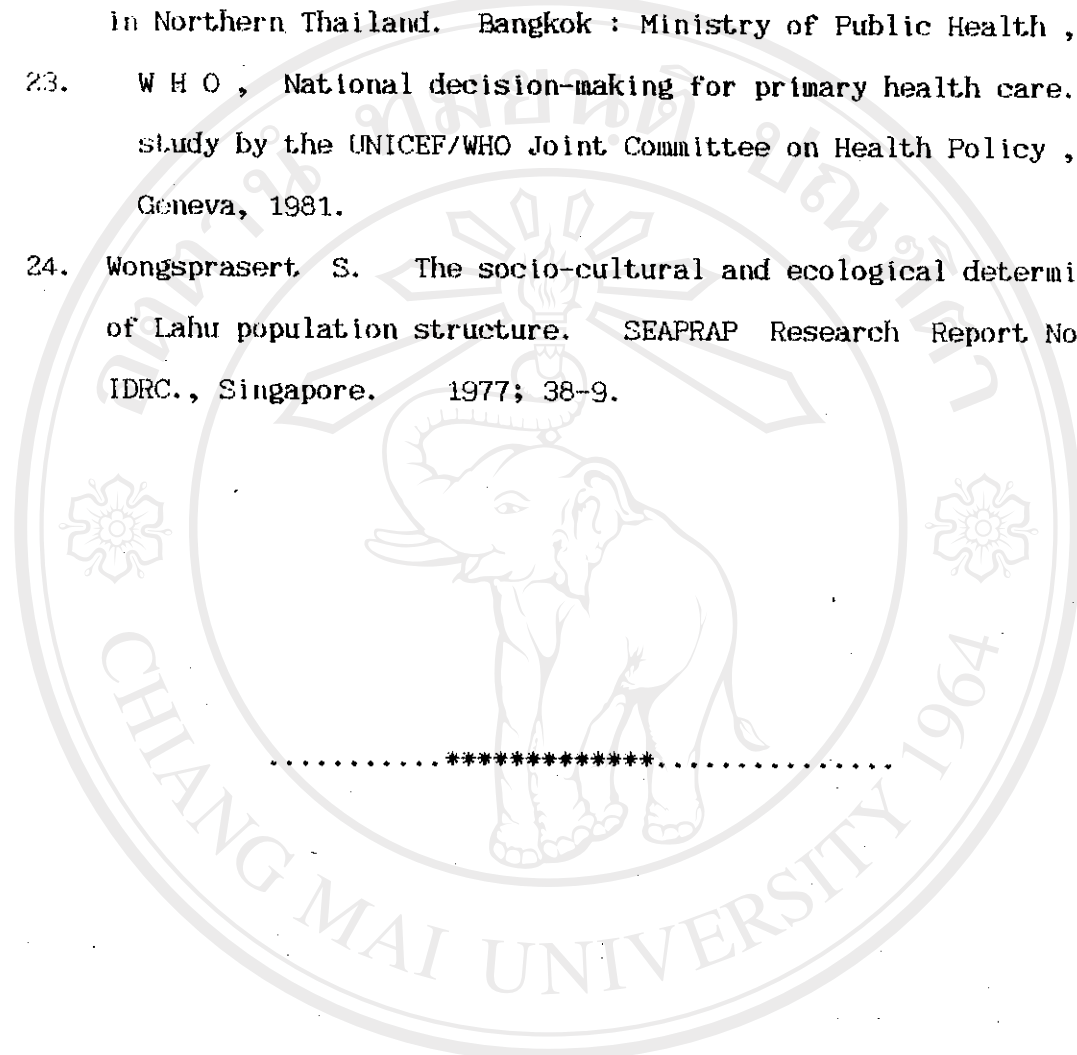 in Northern Thailand. Bangkok : Ministry of Public Health ,
23. W H O , National decision-making for primary health care.
study by the UNICEF/WHO Joint Committee on Health Policy ,
Geneva, 1981.
24. Wongsprasert, S. The socio-cultural and ecological determi
of Lahu population structure. SEAPRAP Research Report No
IDRC., Singapore. 1977; 38-9.
...........*************................
CHIANG MAI UNIVERSITY 1964